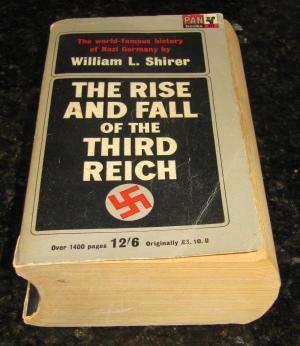 PAN
books
The world-famous history
of Nazi Germany by
William L. Shirer
THE RISE
AND FALL
OF THE
THIRD
REICH
Over 1400 pages 12'6 Originally £3. 10. 0